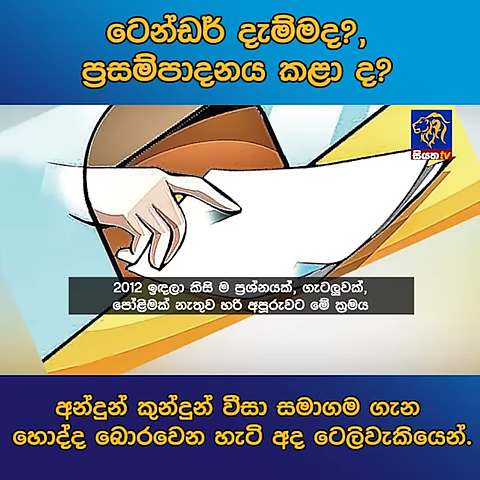 ටෙන්ඩර් දැම්මද?,
ප්‍රසම්පාදනය කළා ද?
සියත tv
2012 ඉඳලා කිසි ම ප්‍රශ්නයක්, ගැටලුවක්,
පෝළිමක් නැතුව හරි අපූරුවට මේ ක්‍රමය
අන්දුන් කුන්දුන් වීසා සමාගම ගැන
හොද්ද බොරවෙන හැටි අද ටෙලිවැකියෙන්.